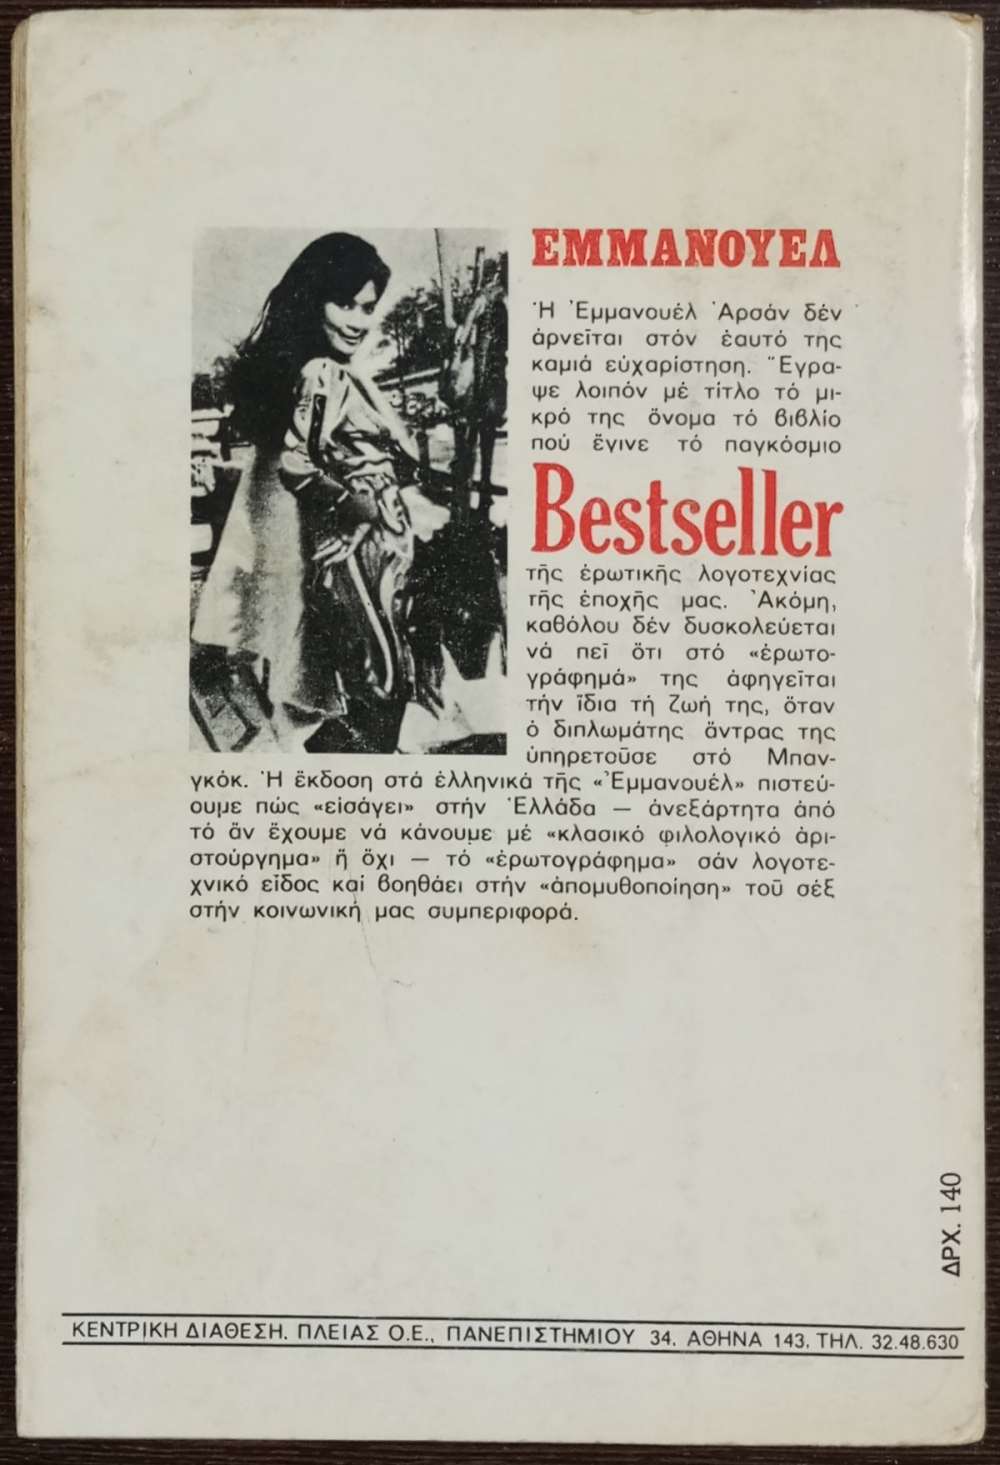 ΕΜΜΑΝΟΥΕΛ
Ἡ Ἐμμανουέλ Ἀρσάν δέν
ἀρνεῖται στόν ἑαυτό της
καμιά εὐχαρίστηση. Ἔγρα-
ψε λοιπόν μέ τίτλο τό μι-
κρό της ὄνομα τό βιβλίο
πού ἔγινε τό παγκόσμιο
Bestseller
τῆς ἐρωτικῆς λογοτεχνίας
τῆς ἐποχῆς μας. Ἀκόμη,
καθόλου δέν δυσκολεύεται
νά πεῖ ὅτι στό «ἐρωτο-
γράφημά» της ἀφηγεῖται
τήν ἴδια τή ζωή της, ὅταν
ὁ διπλωμάτης ἄντρας της
ὑπηρετοῦσε στό Μπαν-
γκόκ. Ἡ ἔκδοση στά ἑλληνικά τῆς «Ἐμμανουέλ» πιστεύ-
ουμε πώς «εἰσάγει» στήν Ἑλλάδα — ἀνεξάρτητα ἀπό
τό ἄν ἔχουμε νά κάνουμε μέ «κλασικό φιλολογικό ἀρι-
στούργημα» ἤ ὄχι — τό «ἐρωτογράφημα» σάν λογοτε-
χνικό εἶδος καί βοηθάει στήν «ἀπομυθοποίηση» τοῦ σέξ
στήν κοινωνική μας συμπεριφορά.
ΔΡΧ. 140
ΚΕΝΤΡΙΚΗ ΔΙΑΘΕΣΗ. ΠΛΕΙΑΣ Ο.Ε., ΠΑΝΕΠΙΣΤΗΜΙΟΥ 34. ΑΘΗΝΑ 143. ΤΗΛ. 32.48.630